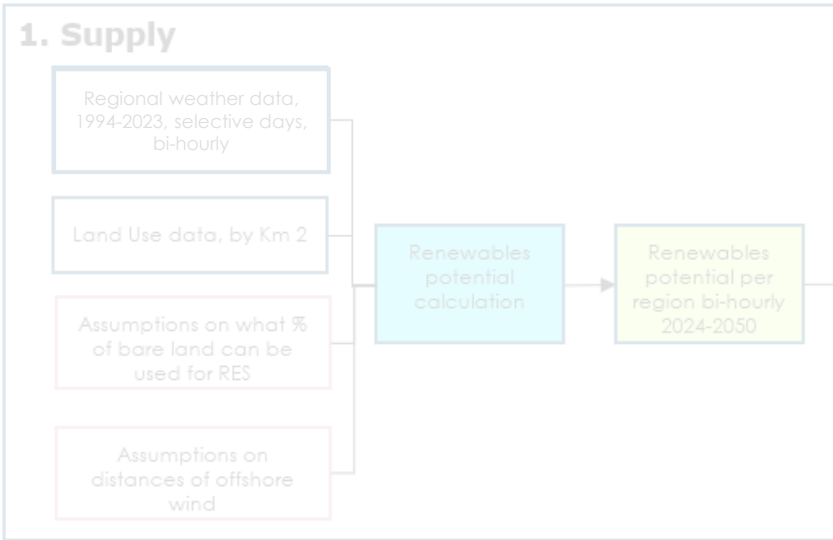 1. Supply
Regional weather data,
1994-2023, selective days,
bi-hourly
Land Use data, by Km 2
Assumptions on what %
of bare land can be
used for RES
Assumptions on
distances of offshore
wind
Renewables
potential
calculation
Renewables
potential per
region bi-hourly
2024-2050